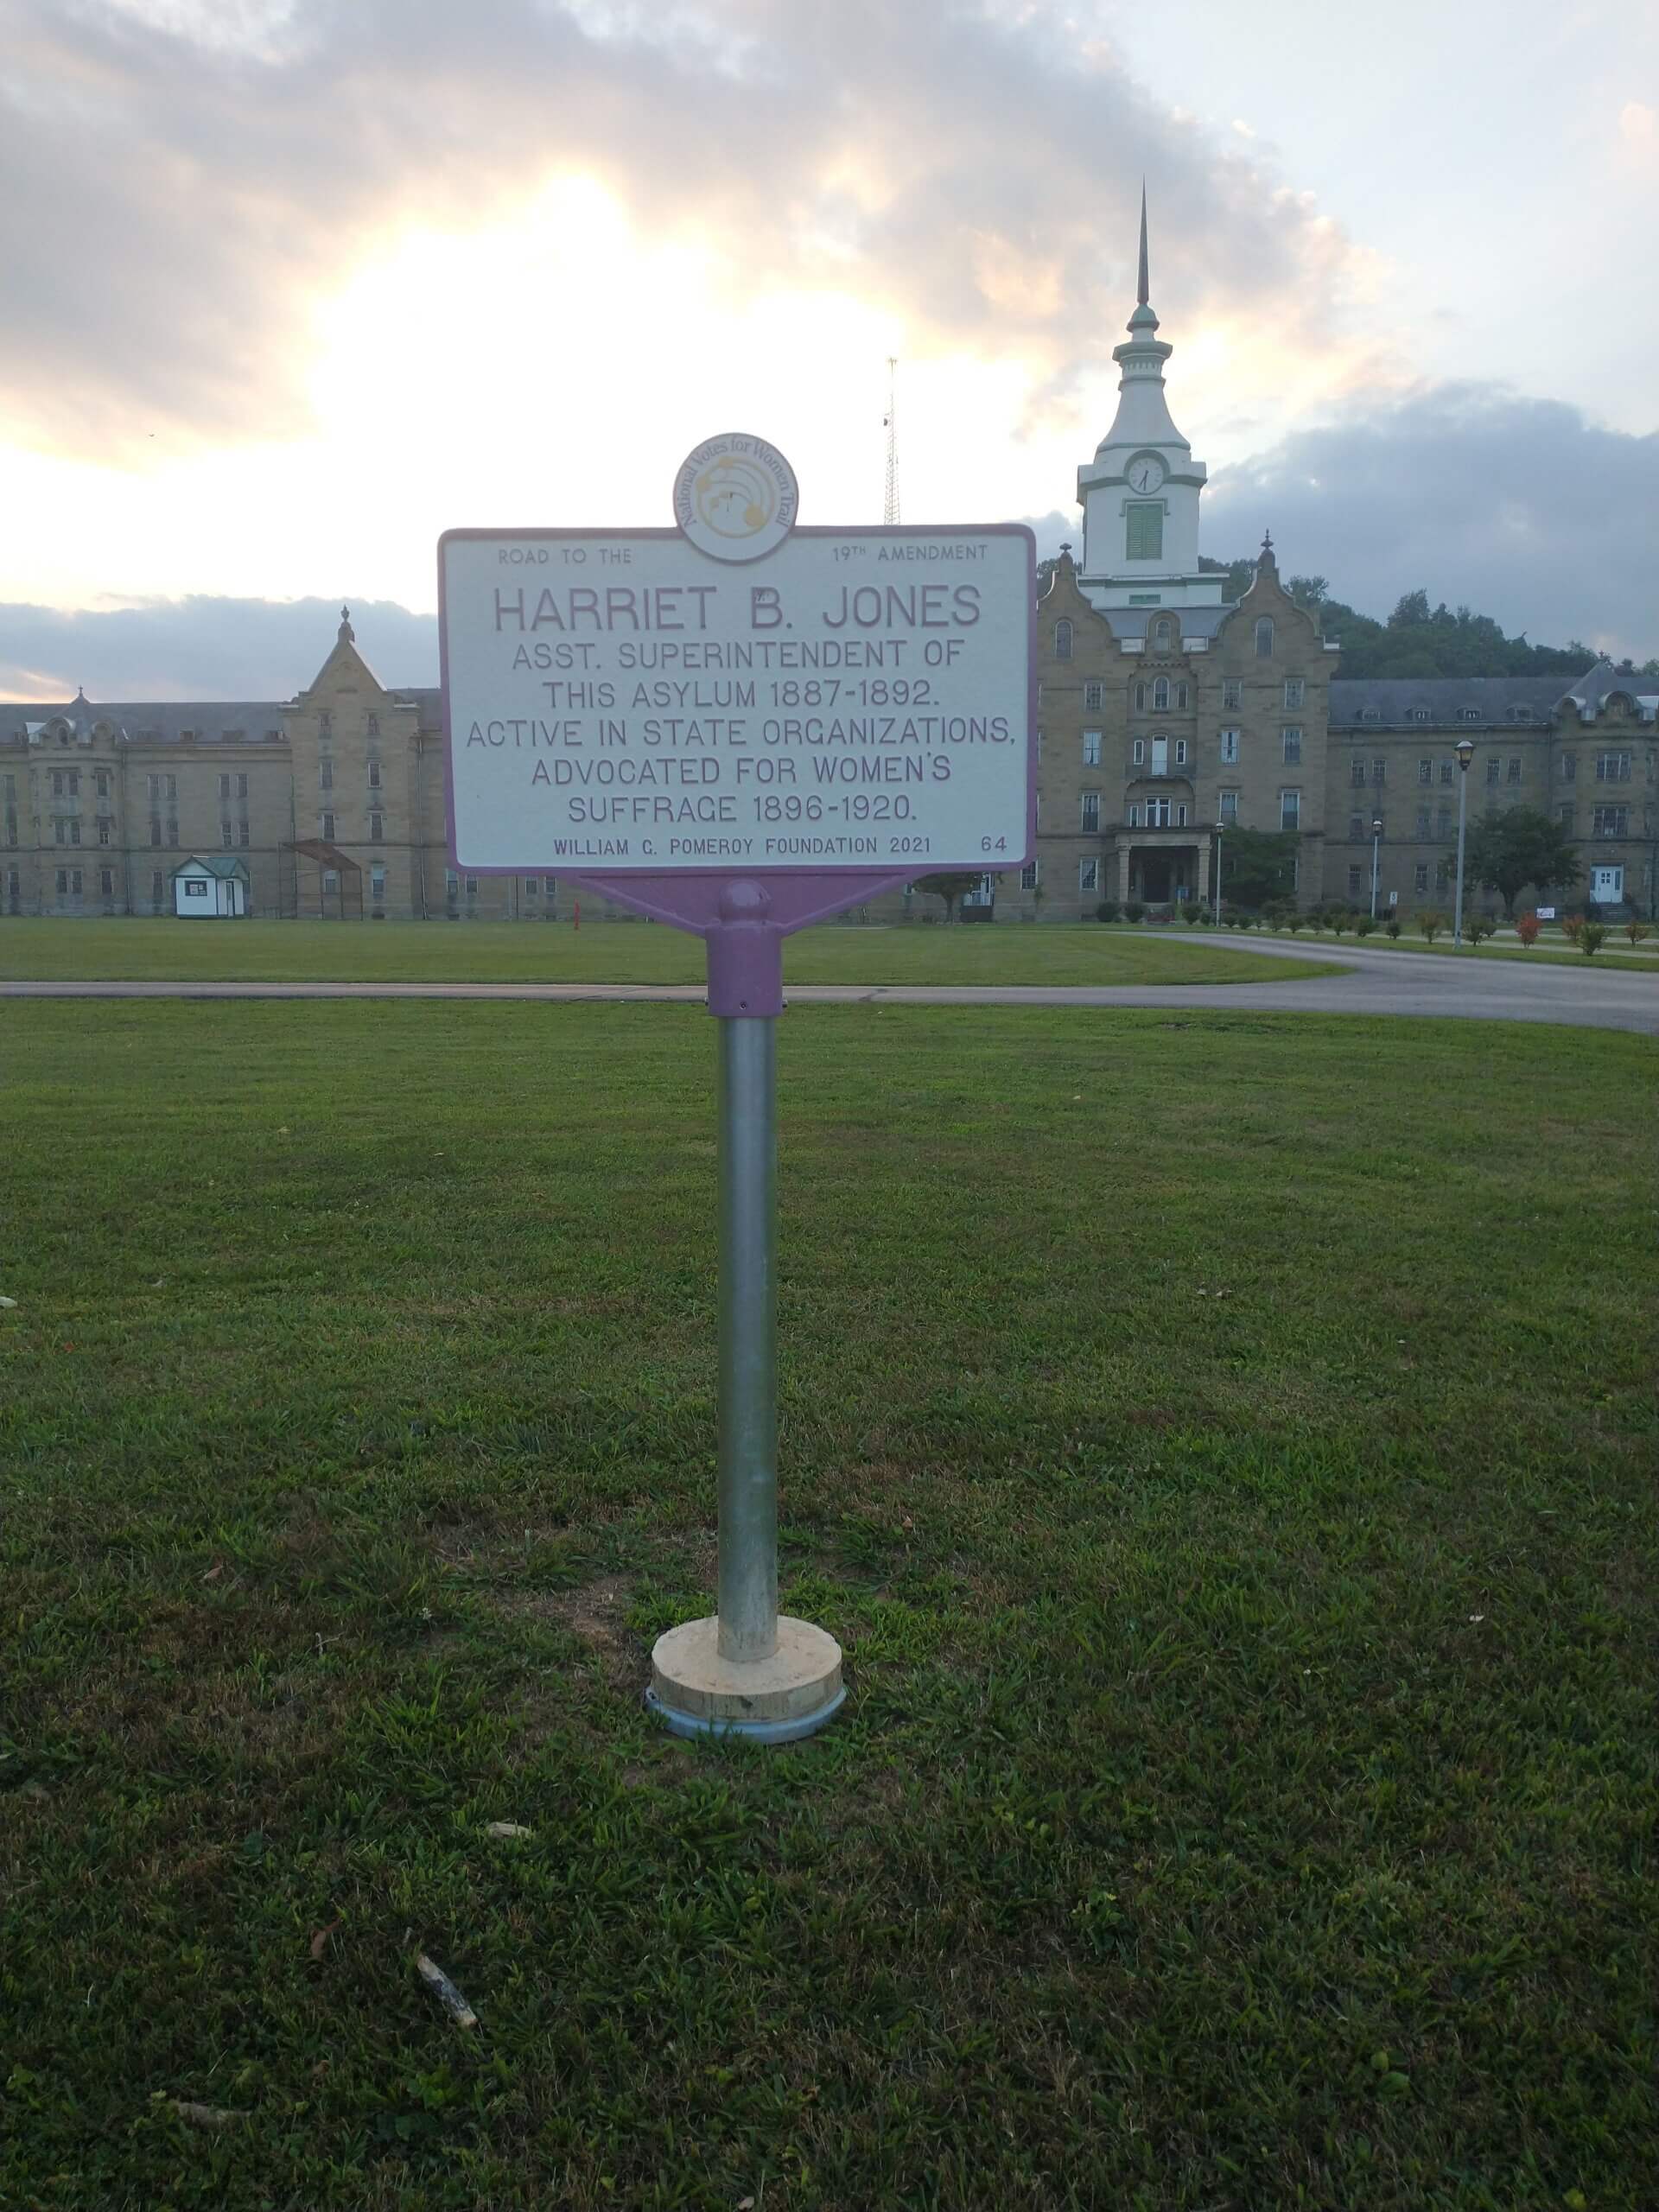 National Votes for Women Trail
ROAD TO THE 19TH AMENDMENT
HARRIET B. JONES
ASST. SUPERINTENDENT OF
THIS ASYLUM 1887-1892.
ACTIVE IN STATE ORGANIZATIONS,
ADVOCATED FOR WOMEN'S
SUFFRAGE 1896-1920.
WILLIAM G. POMEROY FOUNDATION 2021 64